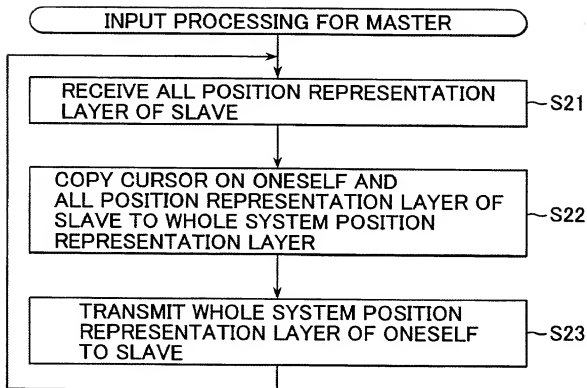 INPUT PROCESSING FOR MASTER
RECEIVE ALL POSITION REPRESENTATION
LAYER OF SLAVE
S21
COPY CURSOR ON ONESELF AND
ALL POSITION REPRESENTATION LAYER OF
SLAVE TO WHOLE SYSTEM POSITION
REPRESENTATION LAYER
S22
TRANSMIT WHOLE SYSTEM POSITION
REPRESENTATION LAYER OF ONESELF
TO SLAVE
S23